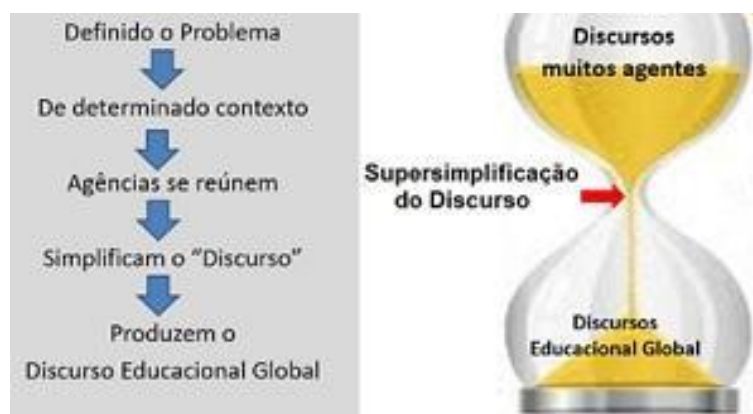 Definido o Problema
De determinado contexto
Agências se reúnem
Simplificam o “Discurso”
Produzem o
Discurso Educacional Global
Discursos
muitos agentes
Supersimplificação
do Discurso
Discursos
Educacional Global